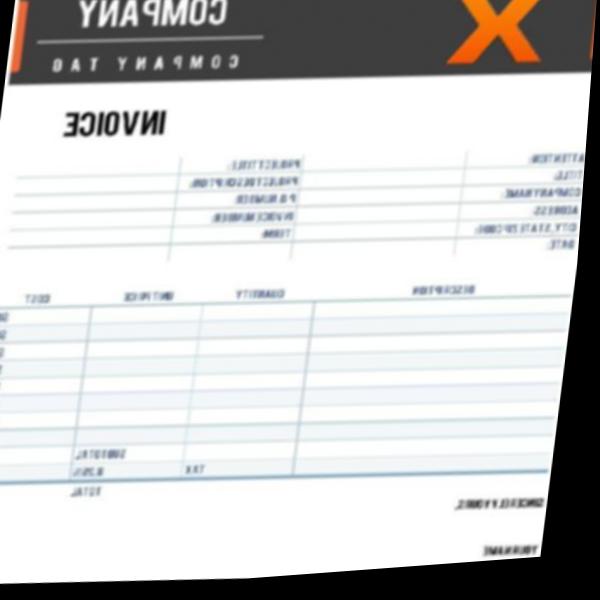 COMPANY
COMPANY TAG
INVOICE
ATTENTION: PROJECT TITLE:
TITLE: PROJECT DESCRIPTION:
COMPANY NAME: P.O. NUMBER:
ADDRESS: INVOICE NUMBER:
CITY, STATE ZIP CODE: TERM:
DATE:
DESCRIPTION QUANTITY UNIT PRICE COST
SUBTOTAL
TAX 8.25%
TOTAL
SINCERELY YOURS,
YOUR NAME